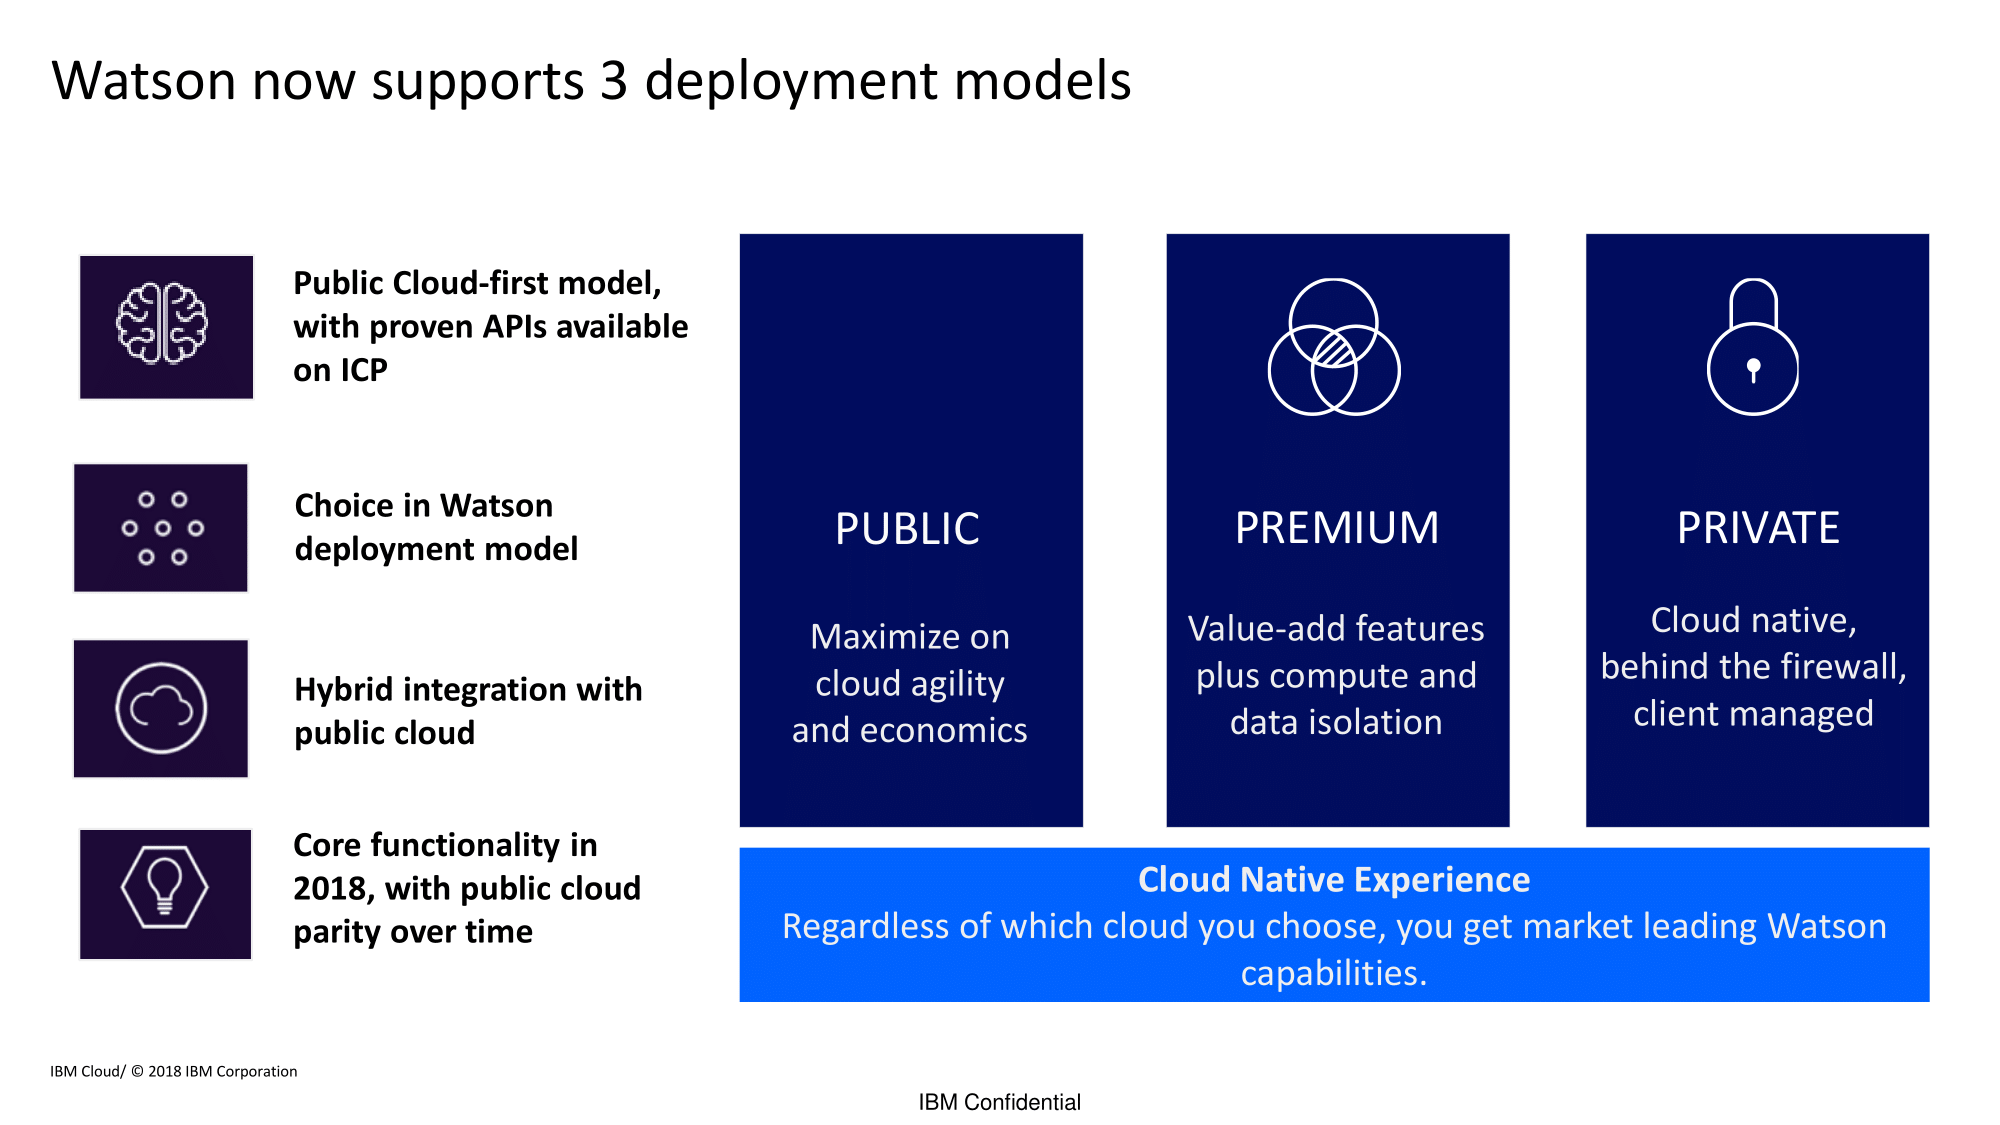 Watson now supports 3 deployment models
Public Cloud-first model,
with proven APIs available
on ICP
Choice in Watson
deployment model
Hybrid integration with
public cloud
Core functionality in
2018, with public cloud
parity over time
PUBLIC
Maximize on
cloud agility
and economics
PREMIUM
Value-add features
plus compute and
data isolation
PRIVATE
Cloud native,
behind the firewall,
client managed
Cloud Native Experience
Regardless of which cloud you choose, you get market leading Watson
capabilities.
IBM Cloud/ © 2018 IBM Corporation
IBM Confidential